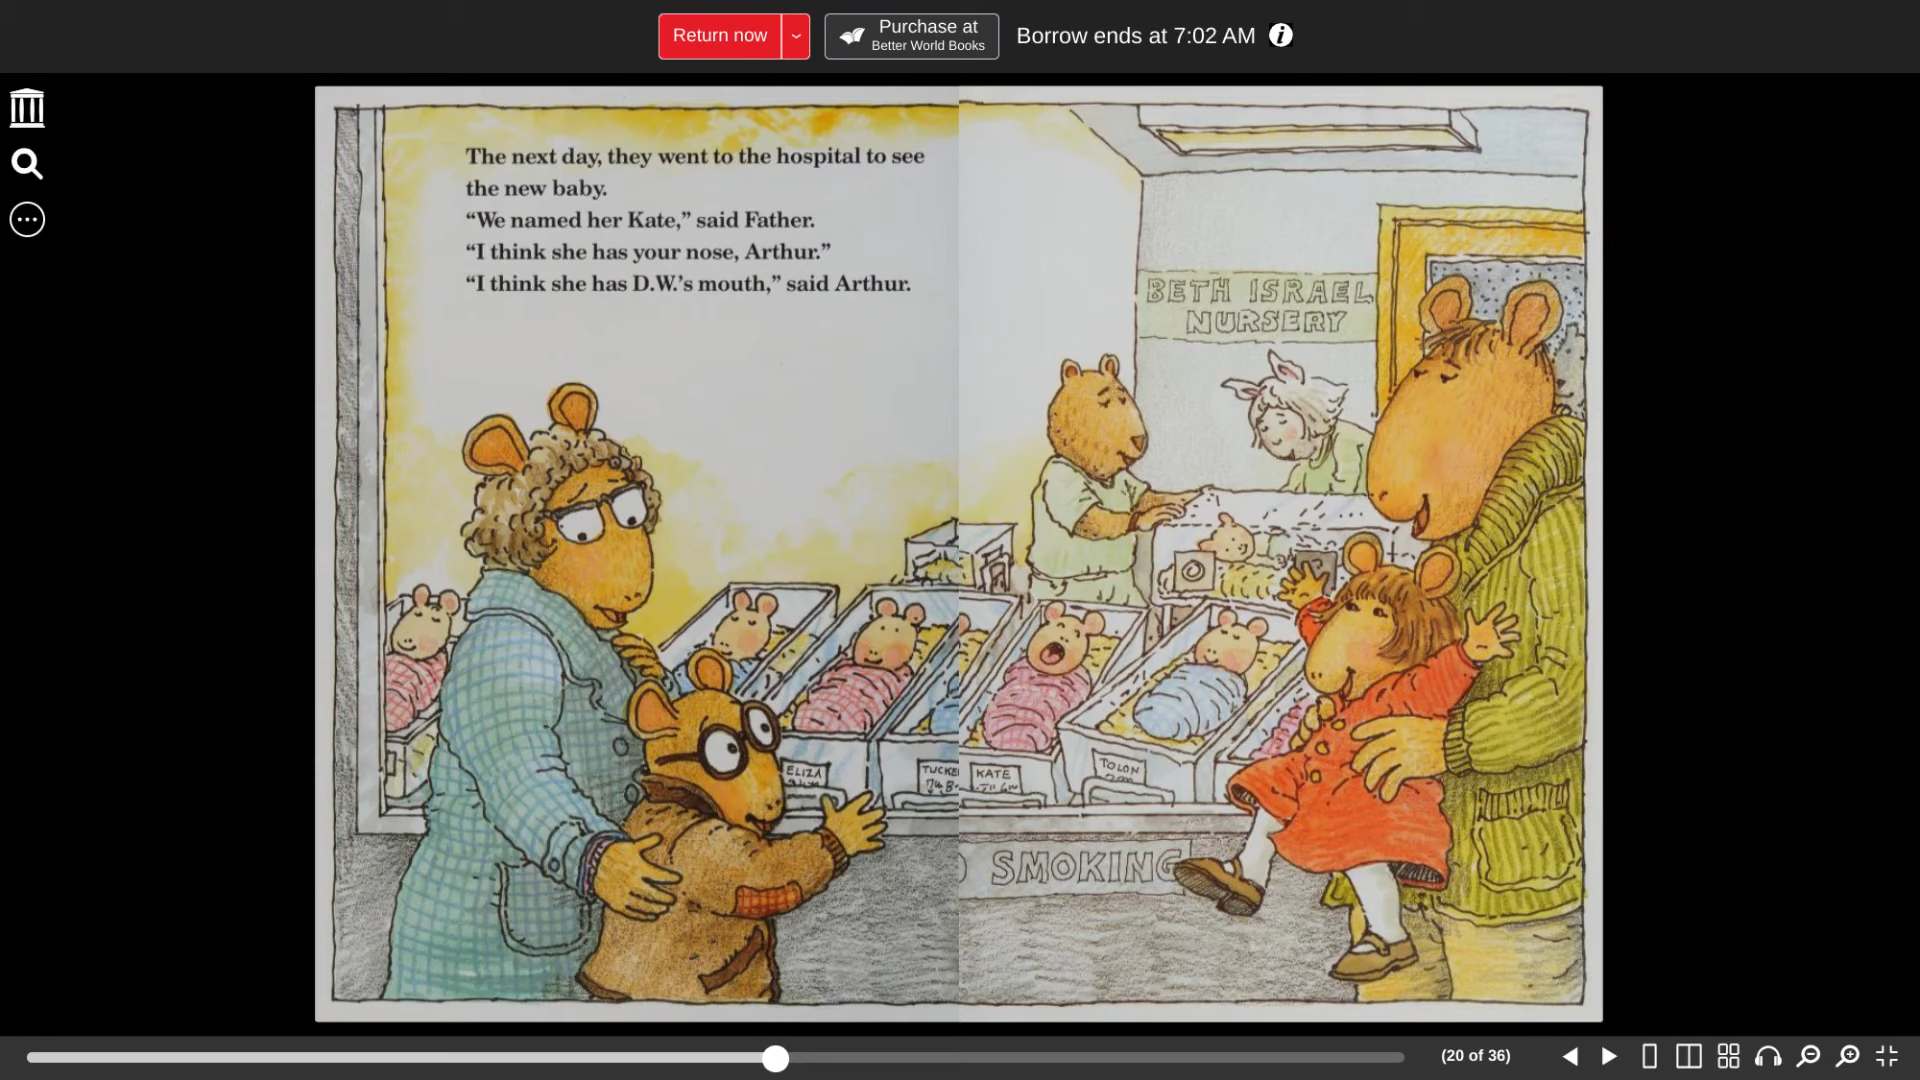 Return now
Purchase at
Better World Books
Borrow ends at 7:02 AM
The next day, they went to the hospital to see
the new baby.
“We named her Kate,” said Father.
“I think she has your nose, Arthur.”
“I think she has D.W.’s mouth,” said Arthur.
BETH ISRAEL
NURSERY
ELIZA
TUCKE
KATE
TOLON
SMOKING
(20 of 36)